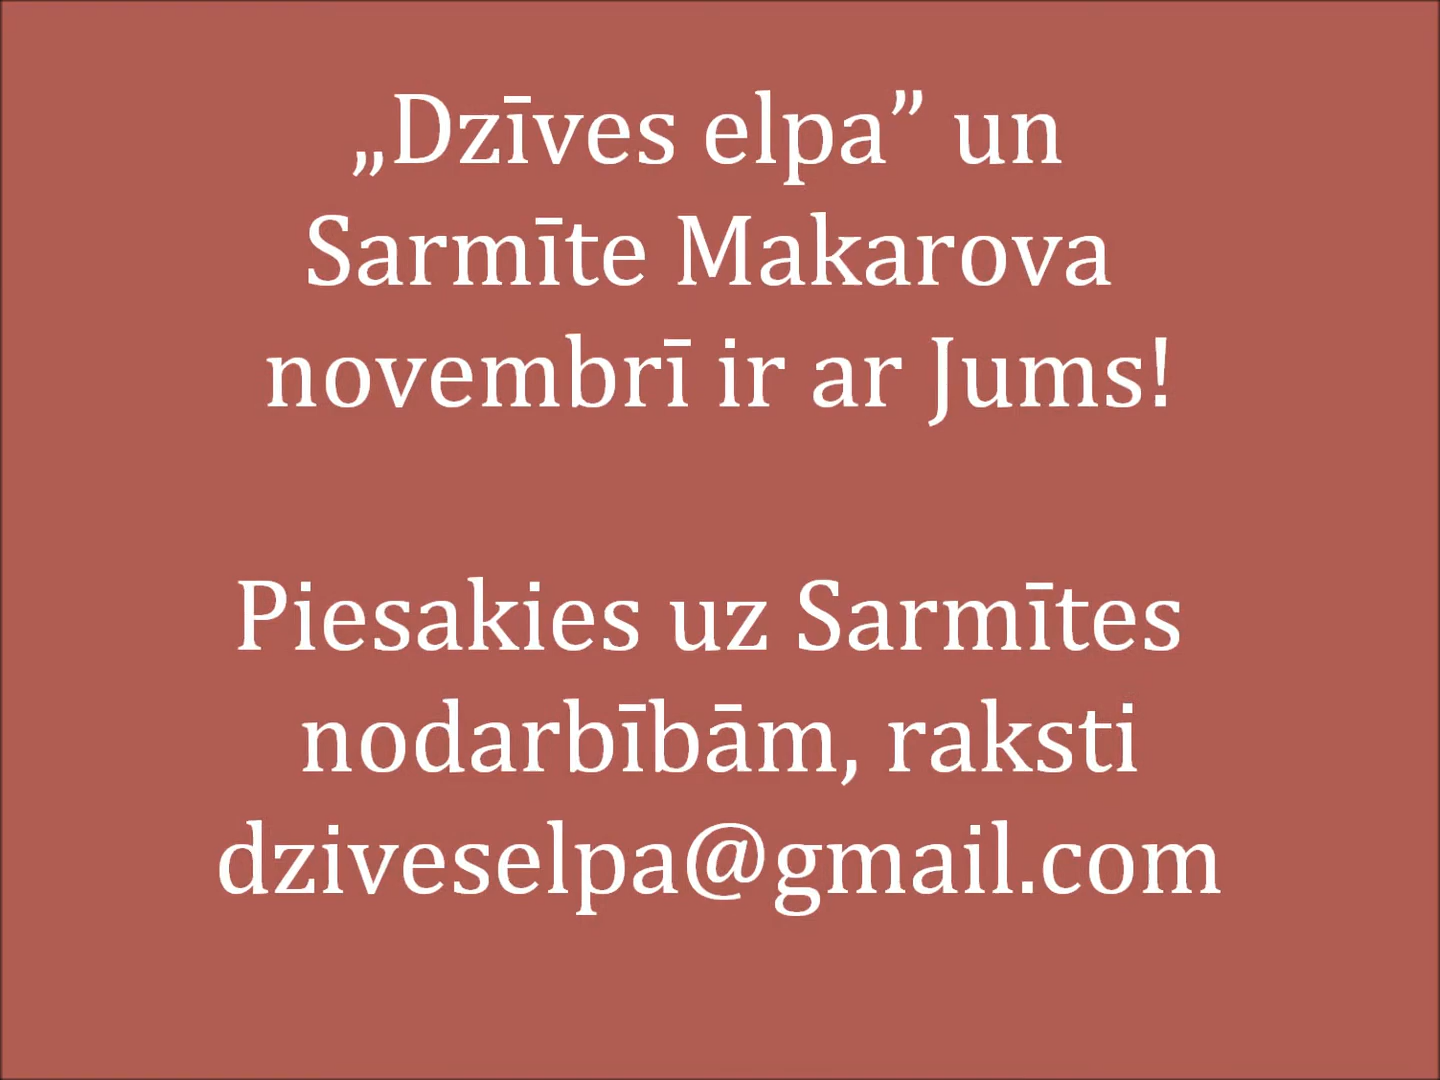 „Dzīves elpa” un
Sarmīte Makarova
novembrī ir ar Jums!
Piesakies uz Sarmītes
nodarbībām, raksti
dziveselpa@gmail.com